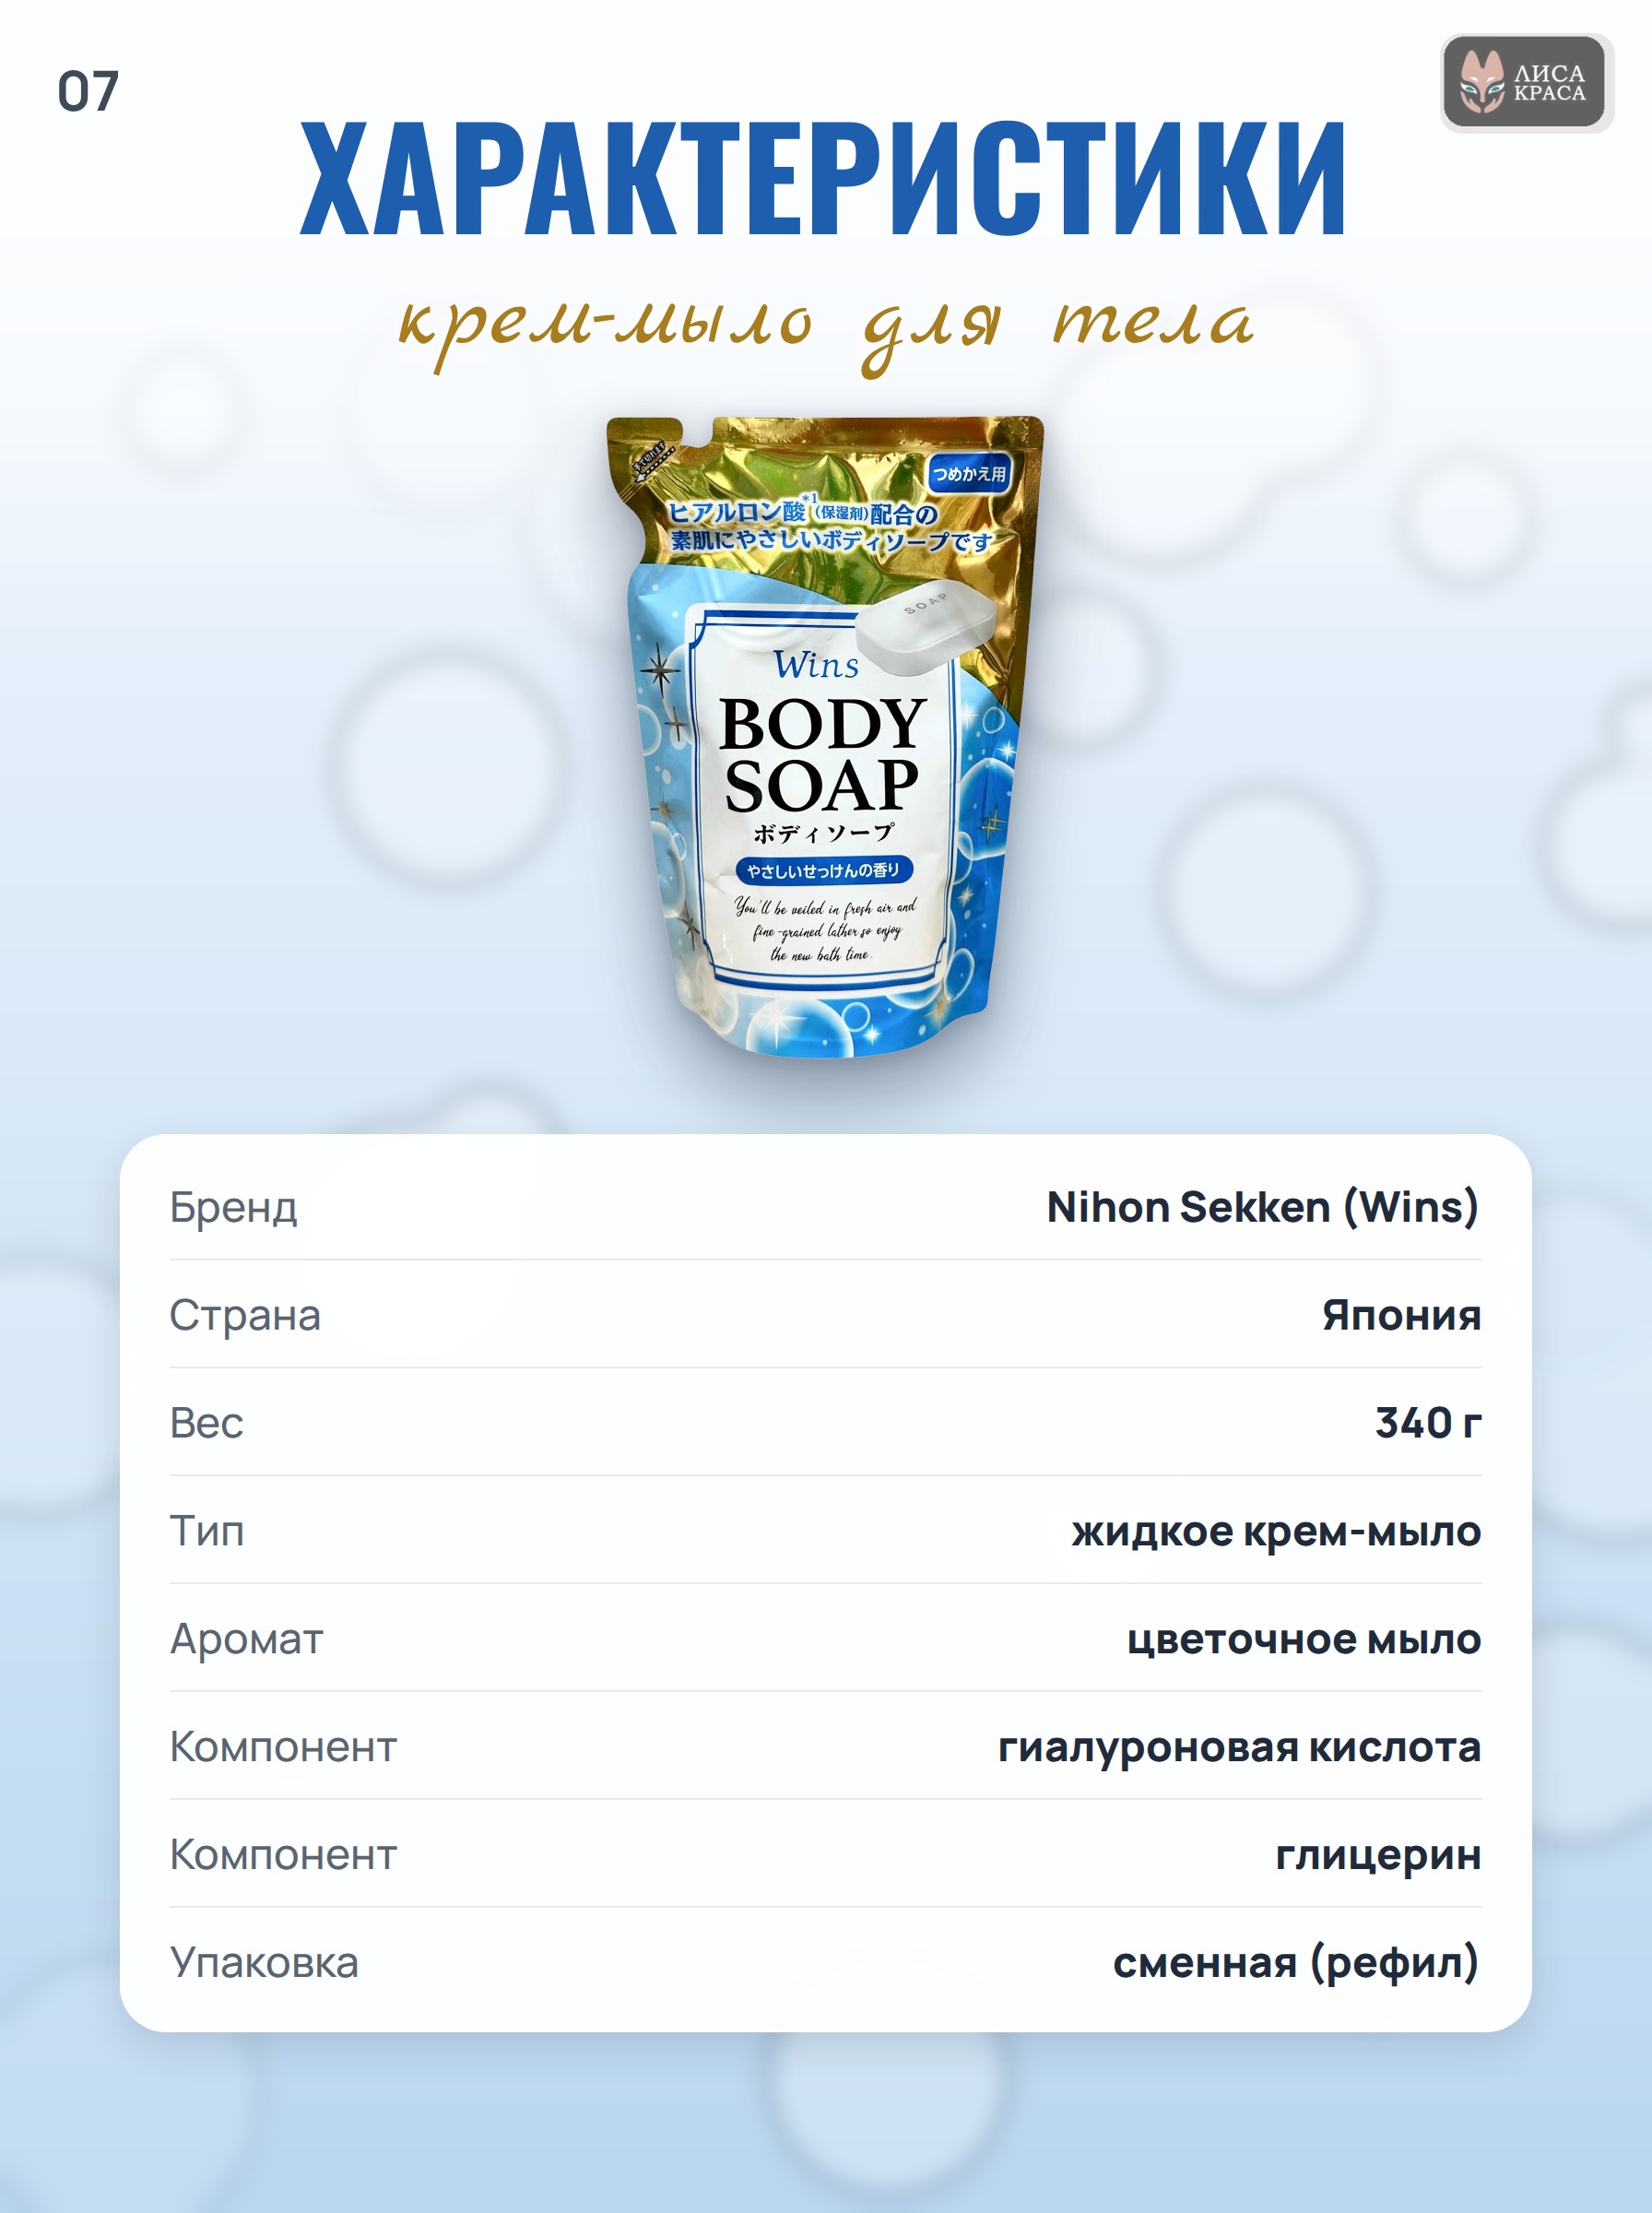 07
ЛИСА
КРАСА
ХАРАКТЕРИСТИКИ
крем-мыло для тела
つめかえ用
ヒアルロン酸*1(保湿剤)配合の
素肌にやさしいボディソープです
SOAP
Wins
BODY
SOAP
ボディソープ
やさしいせっけんの香り
You'll be veiled in fresh air and
fine-grained lather so enjoy
the new bath time.
Бренд Nihon Sekken (Wins)
Страна Япония
Вес 340 г
Тип жидкое крем-мыло
Аромат цветочное мыло
Компонент гиалуроновая кислота
Компонент глицерин
Упаковка сменная (рефил)